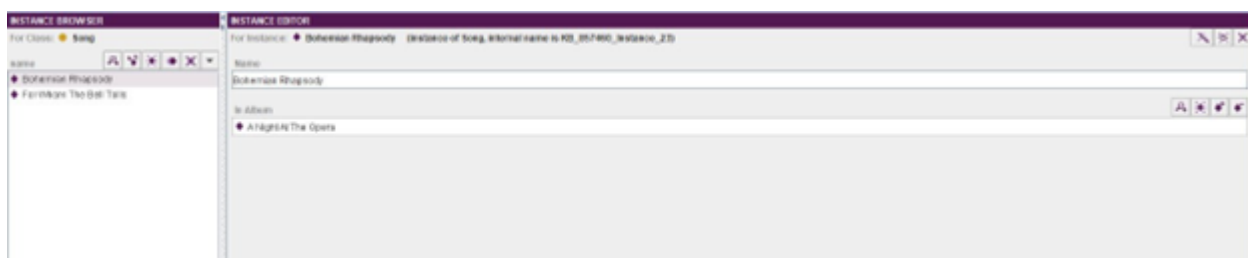 INSTANCE BROWSER
For Class: Song
name
Bohemian Rhapsody
For Whom The Bell Tolls
INSTANCE EDITOR
For Instance: Bohemian Rhapsody (instance of Song, internal name is KB_857460_Instance_23)
Name
Bohemian Rhapsody
In Album
A Night At The Opera